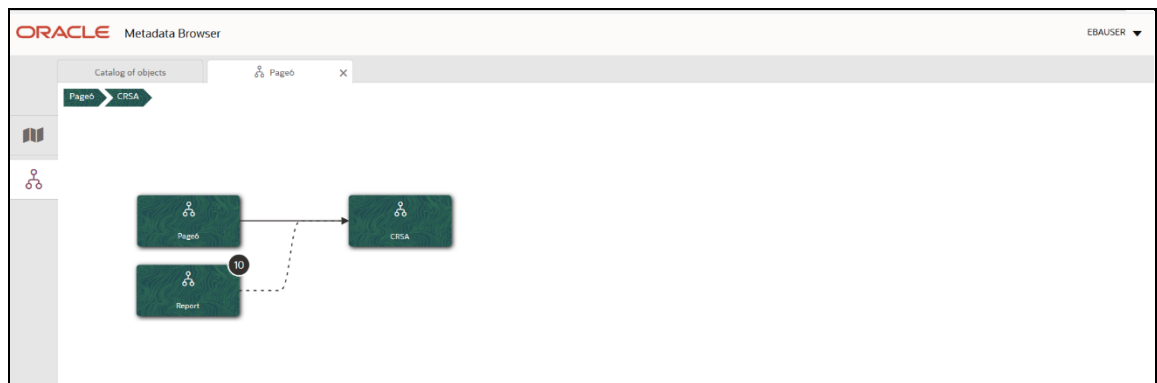 ORACLE Metadata Browser
EBAUSER
Catalog of objects
Page6
Page6
CRSA
Page6
CRSA
10
Report